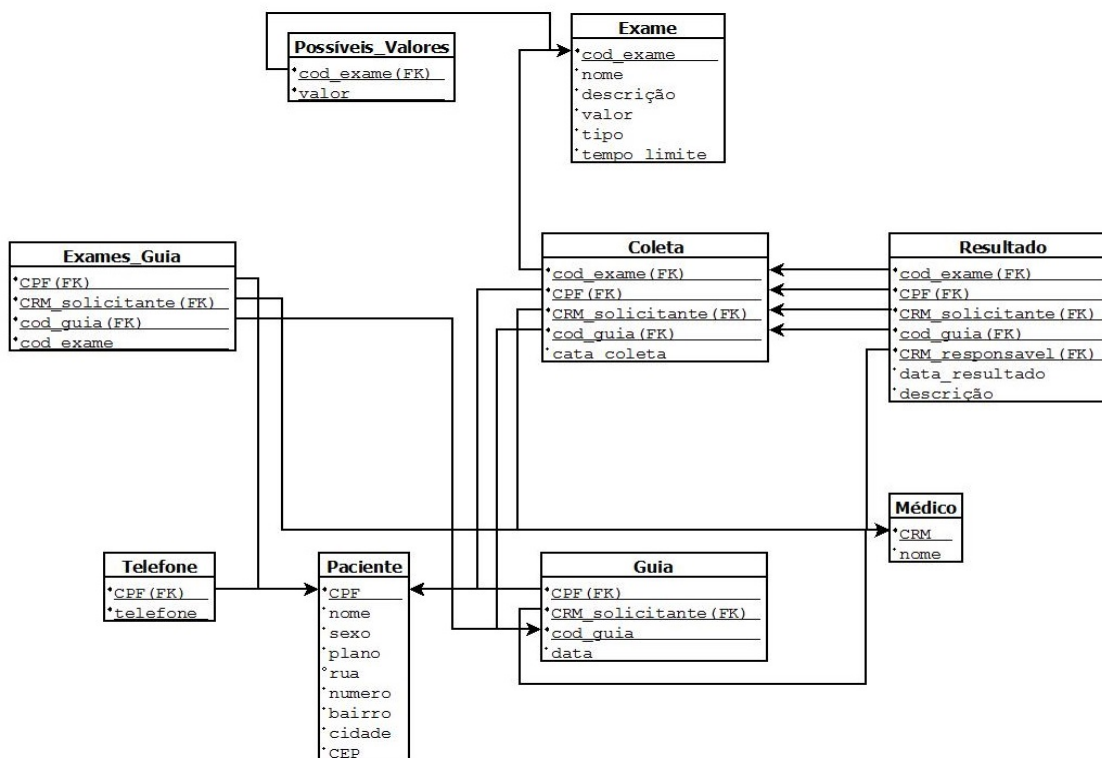 Exame
cod_exame
nome
descrição
valor
tipo
tempo_limite
Possíveis_Valores
cod_exame(FK)
valor
Exames_Guia
CPF(FK)
CRM_solicitante(FK)
cod_guia(FK)
cod_exame
Coleta
cod_exame(FK)
CPF(FK)
CRM_solicitante(FK)
cod_guia(FK)
cata_coleta
Resultado
cod_exame(FK)
CPF(FK)
CRM_solicitante(FK)
cod_guia(FK)
CRM_responsavel(FK)
data_resultado
descrição
Médico
CRM
nome
Telefone
CPF(FK)
telefone
Paciente
CPF
nome
sexo
plano
rua
numero
bairro
cidade
CEP
Guia
CPF(FK)
CRM_solicitante(FK)
cod_guia
data